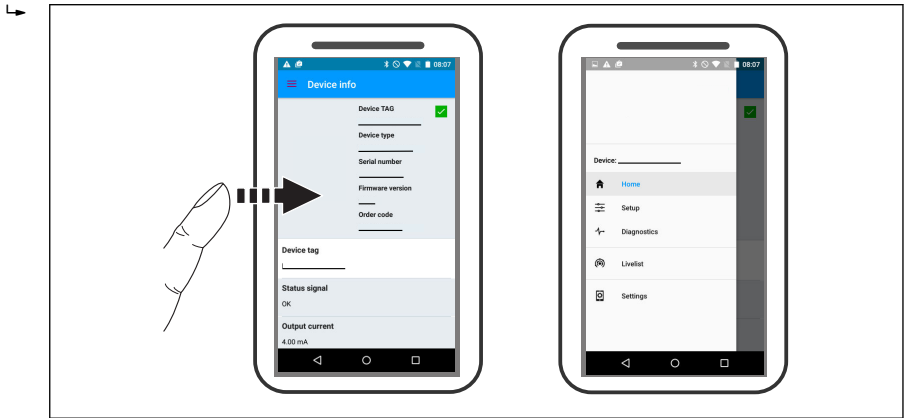 08:07
Device info
Device TAG
Device type
Serial number
Firmware version
Order code
Device tag
Status signal
OK
Output current
4.00 mA
08:07
Device:
Home
Setup
Diagnostics
Livelist
Settings